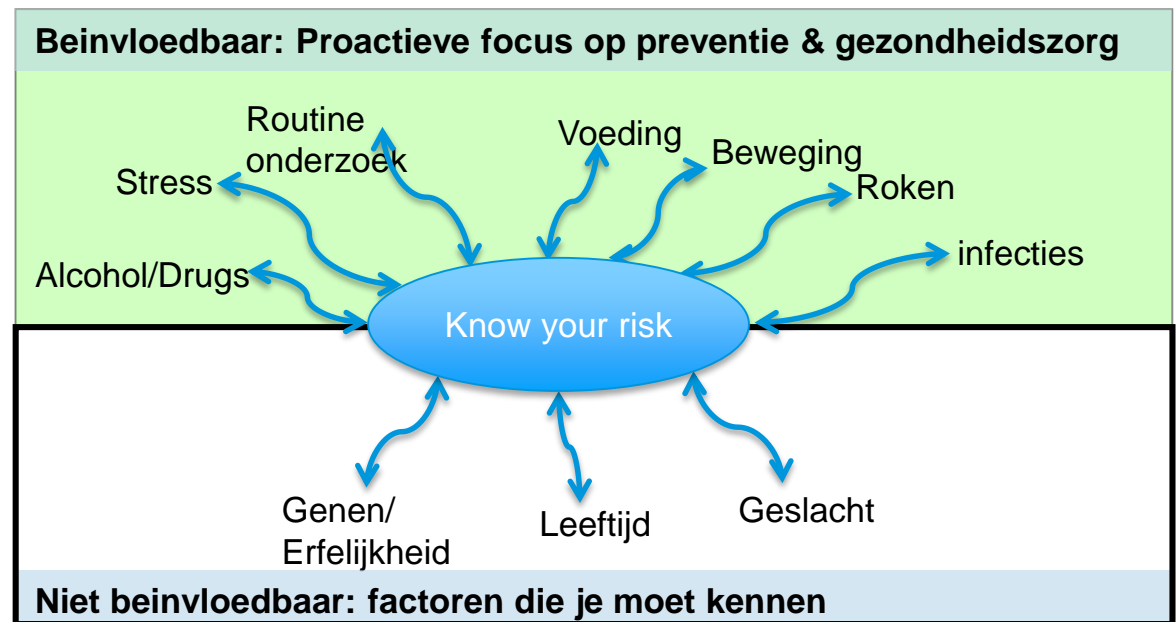 Beinvloedbaar: Proactieve focus op preventie & gezondheidszorg
Routine
onderzoek
Voeding
Beweging
Stress
Roken
infecties
Alcohol/Drugs
Know your risk
Genen/
Erfelijkheid
Leeftijd
Geslacht
Niet beinvloedbaar: factoren die je moet kennen